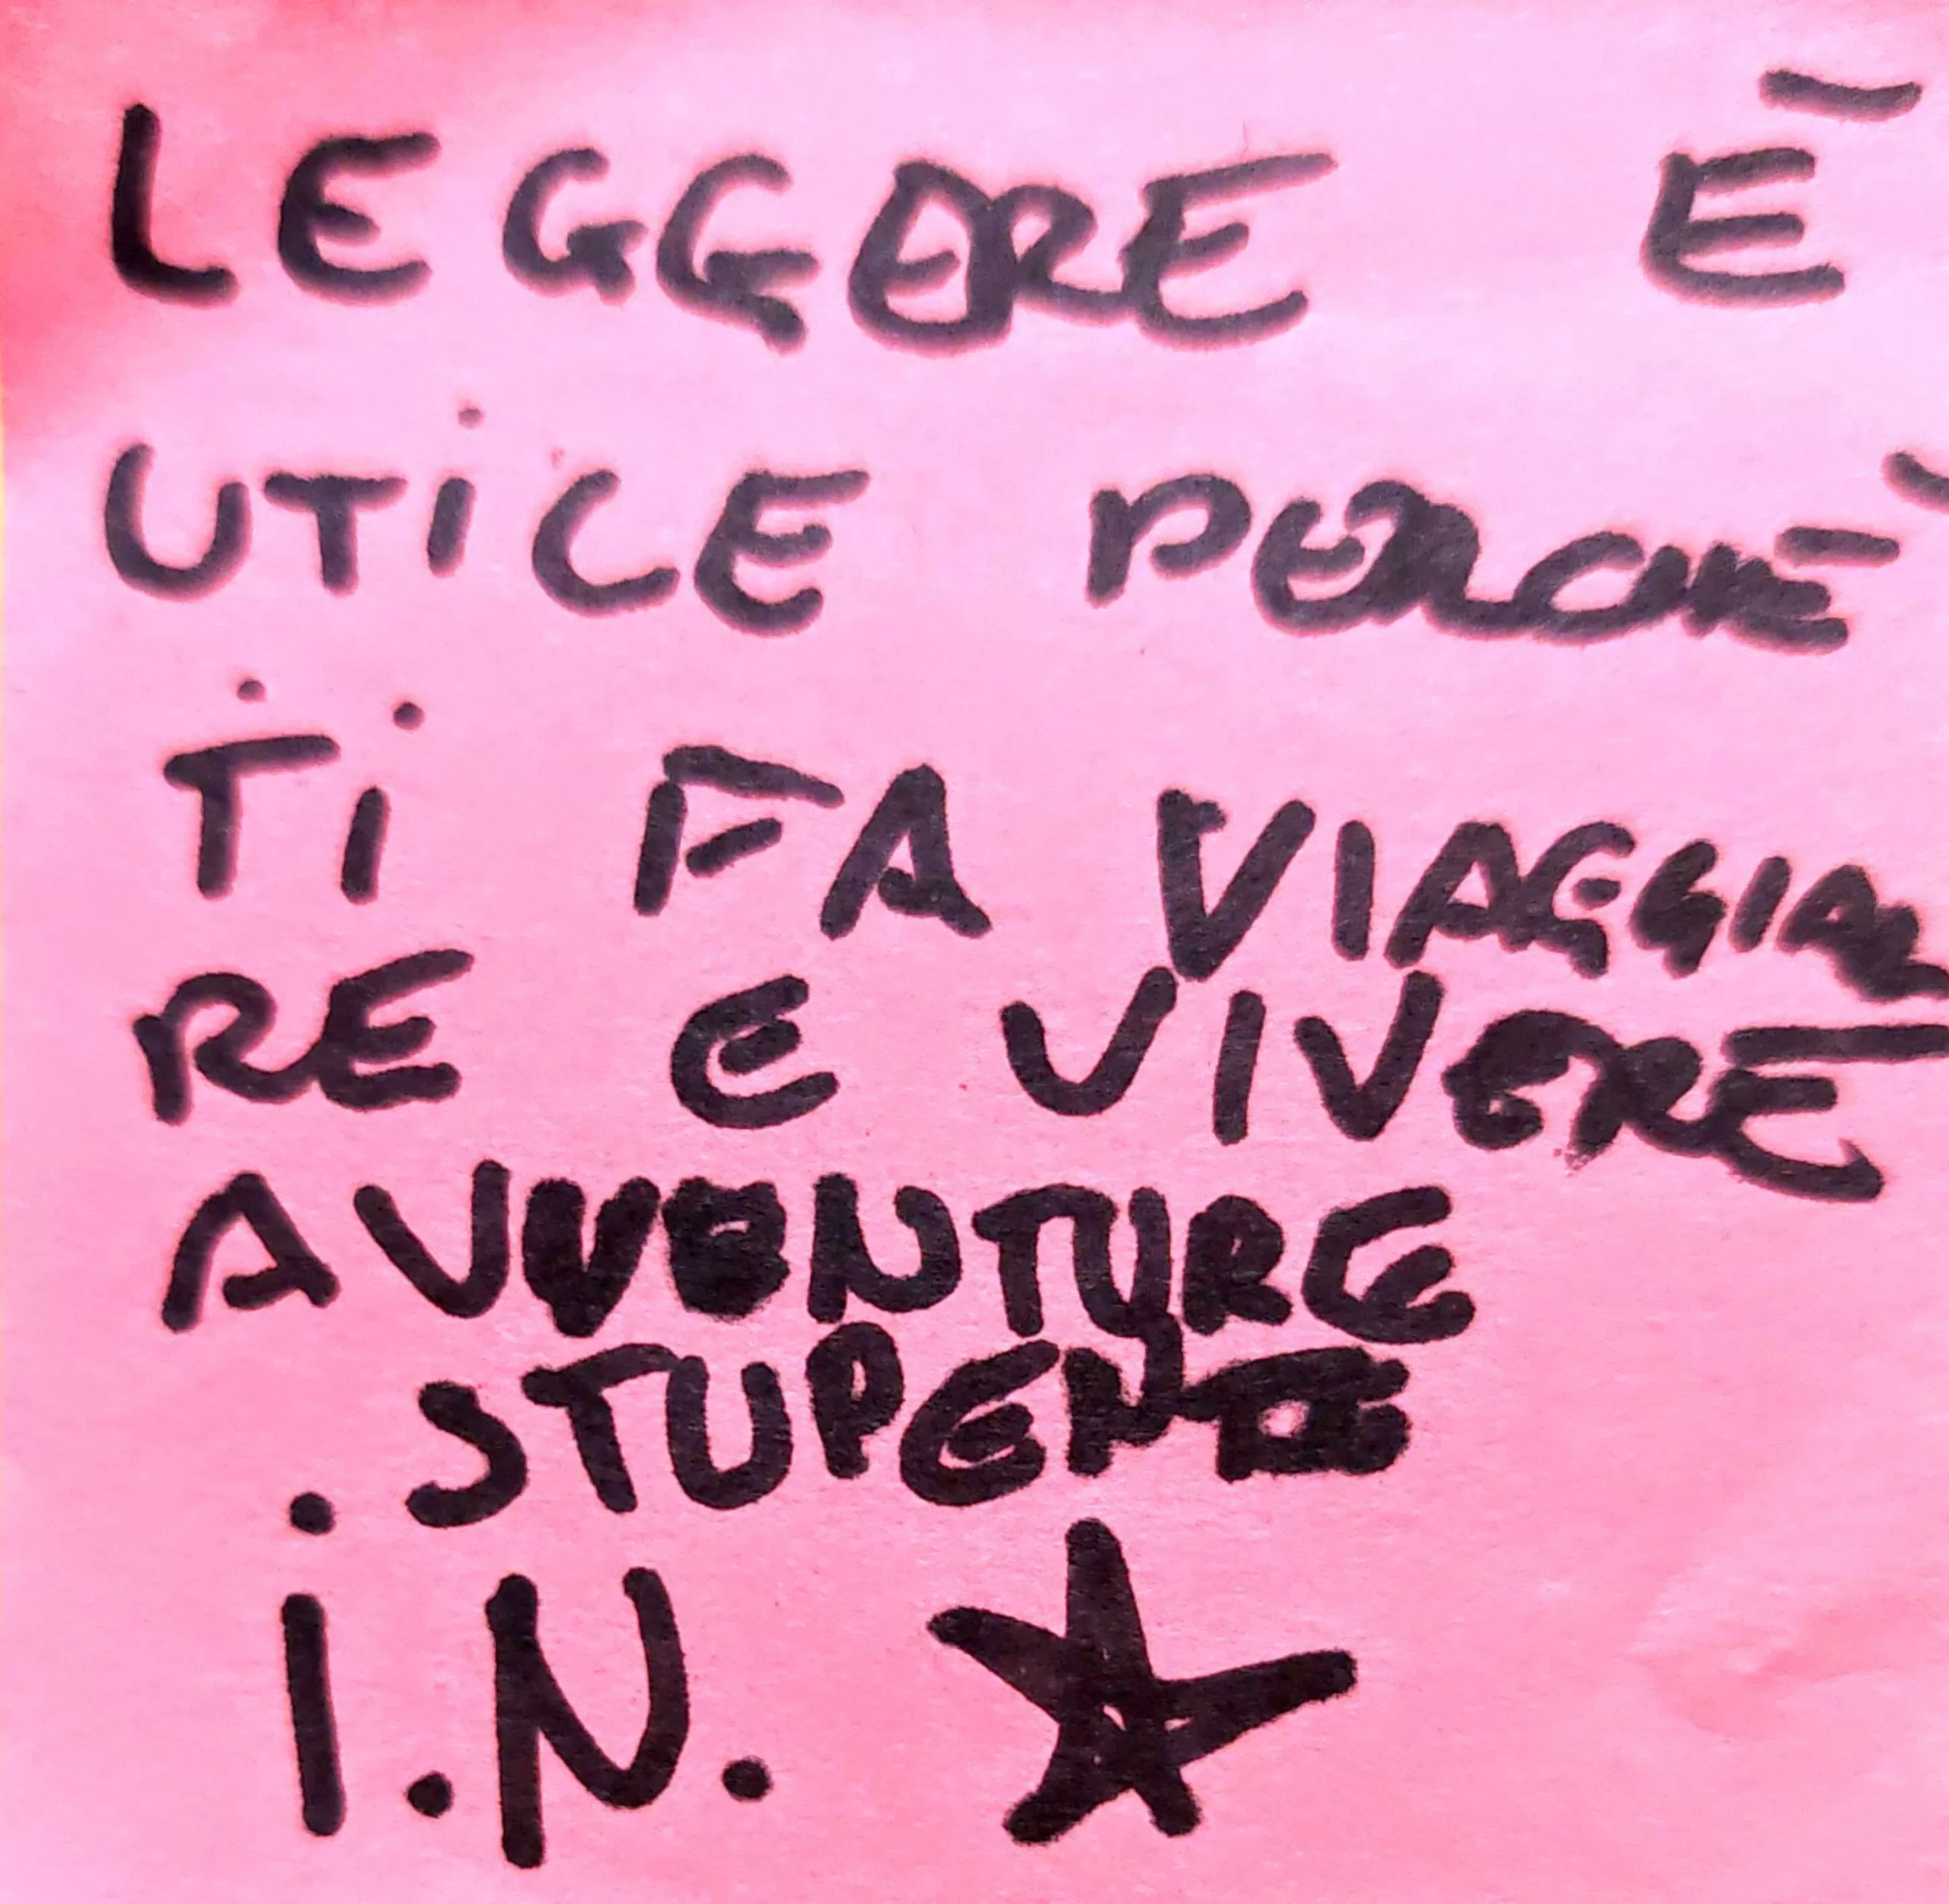 LEGGERE È
UTILE PERCHÈ
Ti FA VIAGGIA
RE E VIVERE
AVVENTURE
STUPENDE
i.N.